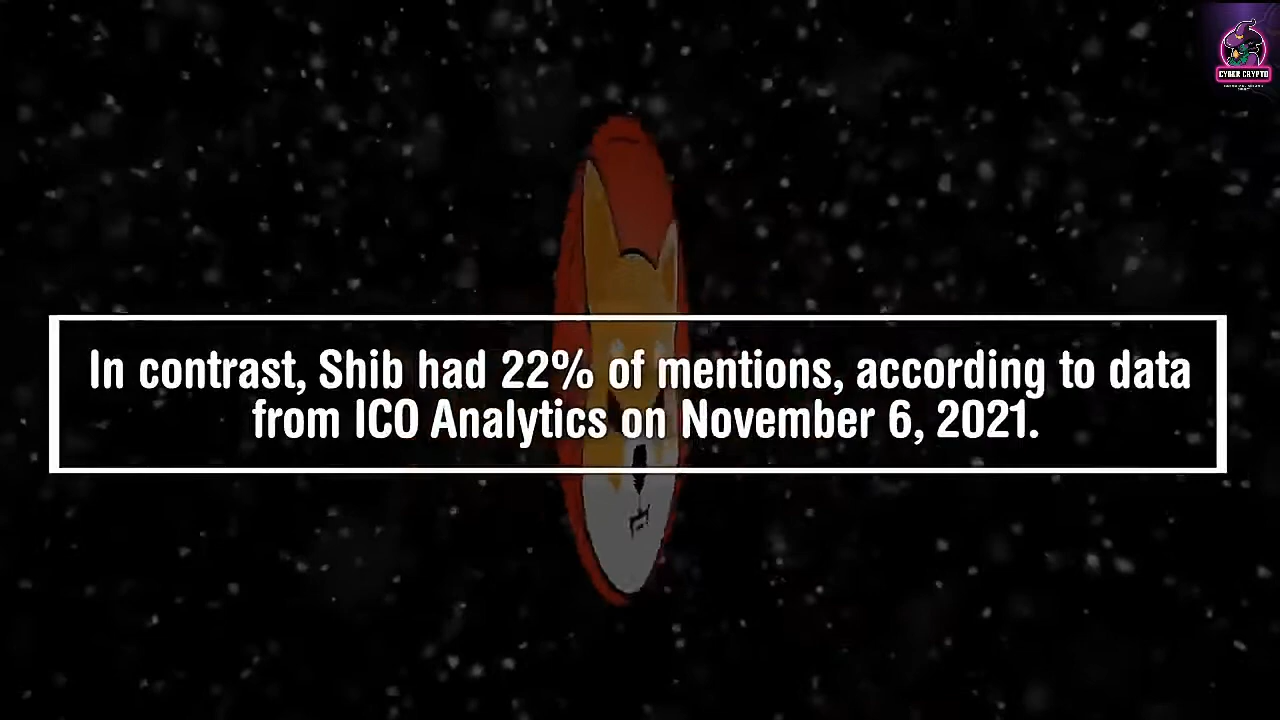 CYBER CRYPTO
In contrast, Shib had 22% of mentions, according to data
from ICO Analytics on November 6, 2021.